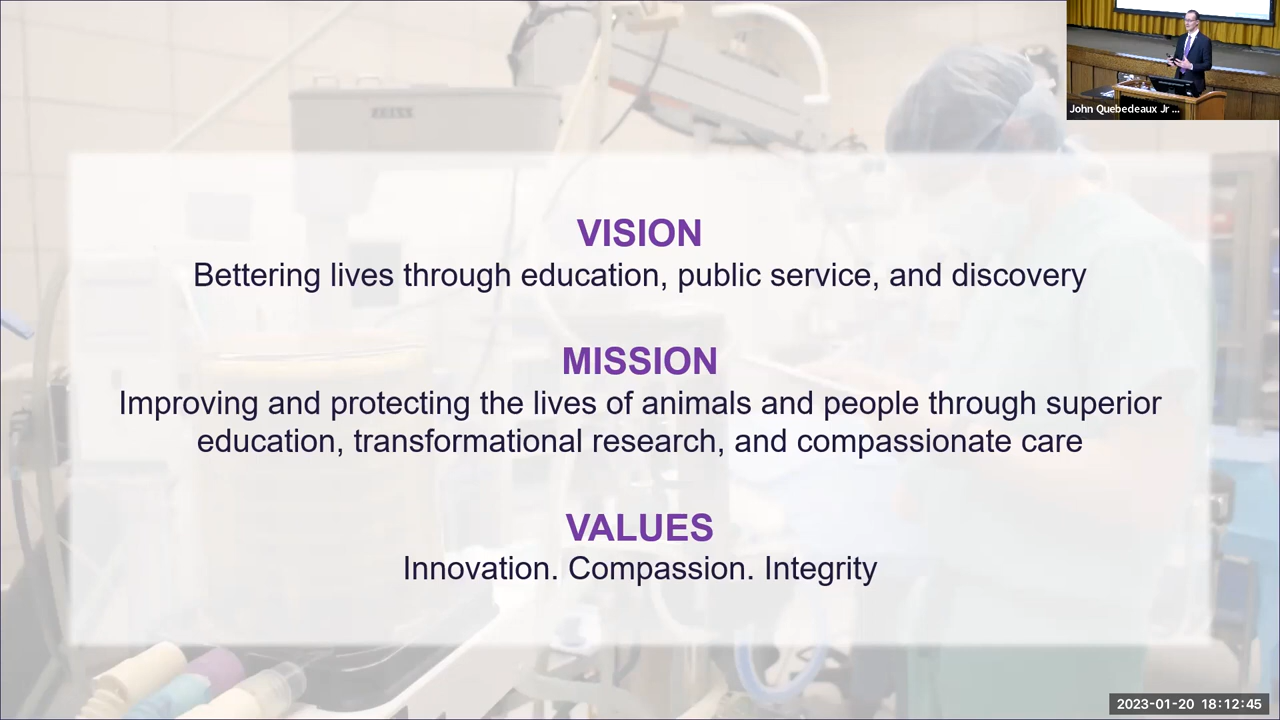 John Quebedeaux Jr ...
VISION
Bettering lives through education, public service, and discovery
MISSION
Improving and protecting the lives of animals and people through superior
education, transformational research, and compassionate care
VALUES
Innovation. Compassion. Integrity
2023-01-20 18:12:45